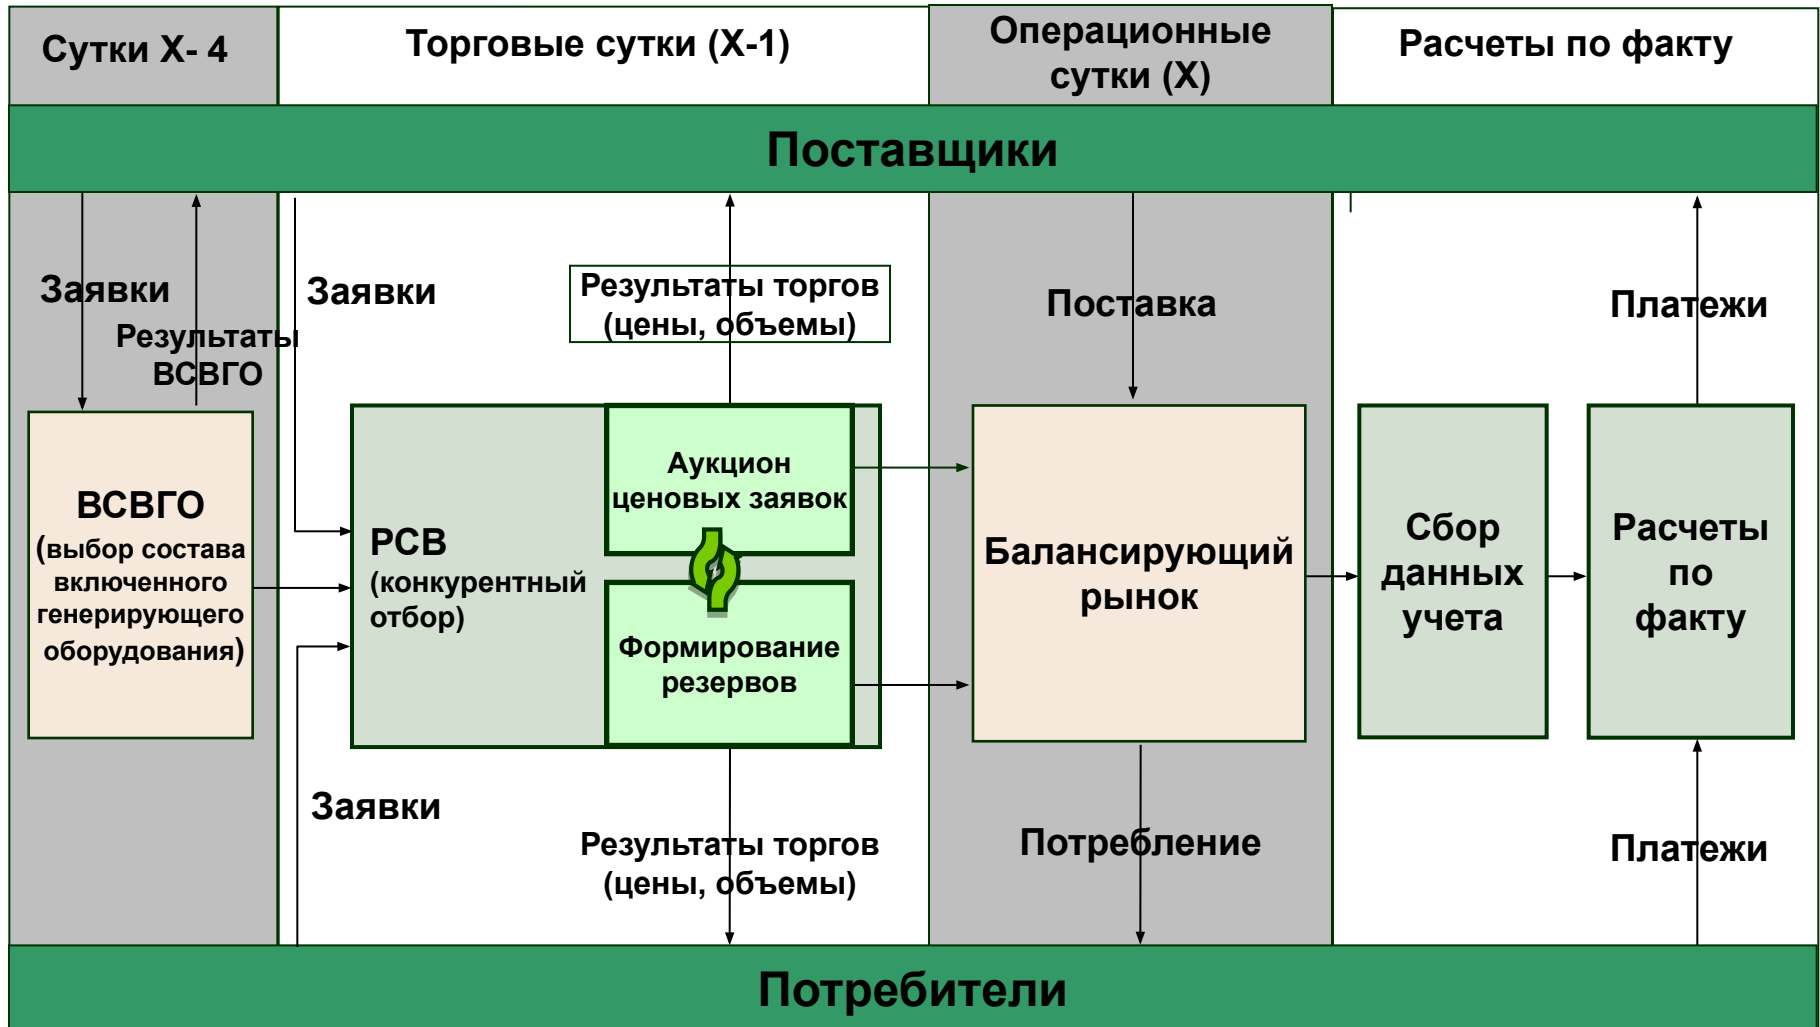 Сутки Х- 4
Торговые сутки (Х-1)
Операционные
сутки (Х)
Расчеты по факту
Поставщики
Заявки
Результаты
ВСВГО
Заявки
Результаты торгов
(цены, объемы)
Поставка
Платежи
ВСВГО
(выбор состава
включенного
генерирующего
оборудования)
РСВ
(конкурентный
отбор)
Аукцион
ценовых заявок
Формирование
резервов
Балансирующий
рынок
Сбор
данных
учета
Расчеты
по
факту
Заявки
Результаты торгов
(цены, объемы)
Потребление
Платежи
Потребители